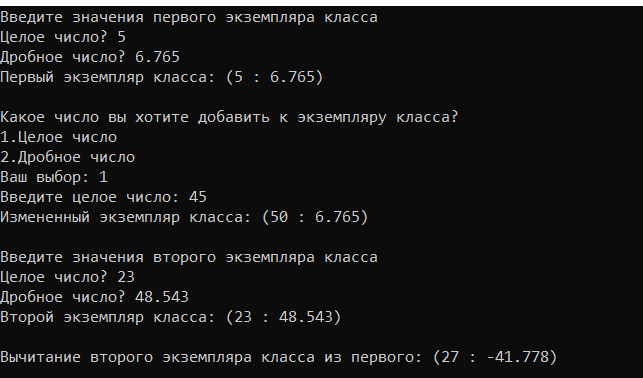 Введите значения первого экземпляра класса
Целое число? 5
Дробное число? 6.765
Первый экземпляр класса: (5 : 6.765)
Какое число вы хотите добавить к экземпляру класса?
1.Целое число
2.Дробное число
Ваш выбор: 1
Введите целое число: 45
Измененный экземпляр класса: (50 : 6.765)
Введите значения второго экземпляра класса
Целое число? 23
Дробное число? 48.543
Второй экземпляр класса: (23 : 48.543)
Вычитание второго экземпляра класса из первого: (27 : -41.778)